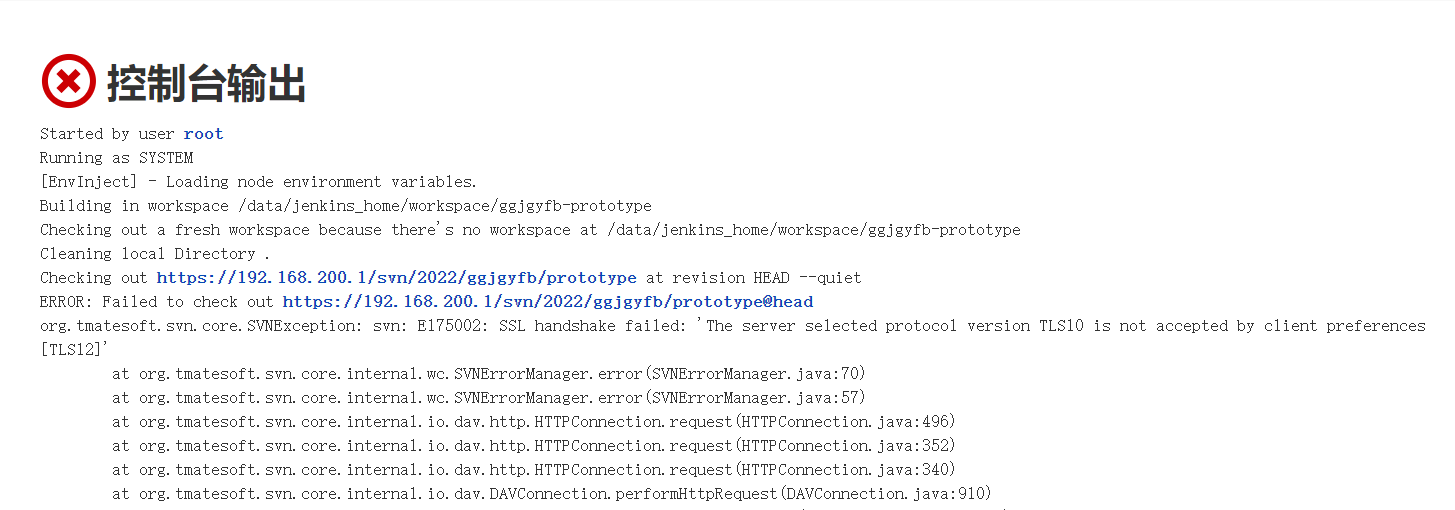 控制台输出
Started by user root
Running as SYSTEM
[EnvInject] - Loading node environment variables.
Building in workspace /data/jenkins_home/workspace/ggjgyfb-prototype
Checking out a fresh workspace because there's no workspace at /data/jenkins_home/workspace/ggjgyfb-prototype
Cleaning local Directory .
Checking out https://192.168.200.1/svn/2022/ggjgyfb/prototype at revision HEAD --quiet
ERROR: Failed to check out https://192.168.200.1/svn/2022/ggjgyfb/prototype@head
org.tmatesoft.svn.core.SVNException: svn: E175002: SSL handshake failed: 'The server selected protocol version TLS10 is not accepted by client preferences
[TLS12]'
at org.tmatesoft.svn.core.internal.wc.SVNErrorManager.error(SVNErrorManager.java:70)
at org.tmatesoft.svn.core.internal.wc.SVNErrorManager.error(SVNErrorManager.java:57)
at org.tmatesoft.svn.core.internal.io.dav.http.HTTPConnection.request(HTTPConnection.java:496)
at org.tmatesoft.svn.core.internal.io.dav.http.HTTPConnection.request(HTTPConnection.java:352)
at org.tmatesoft.svn.core.internal.io.dav.http.HTTPConnection.request(HTTPConnection.java:340)
at org.tmatesoft.svn.core.internal.io.dav.DAVConnection.performHttpRequest(DAVConnection.java:910)